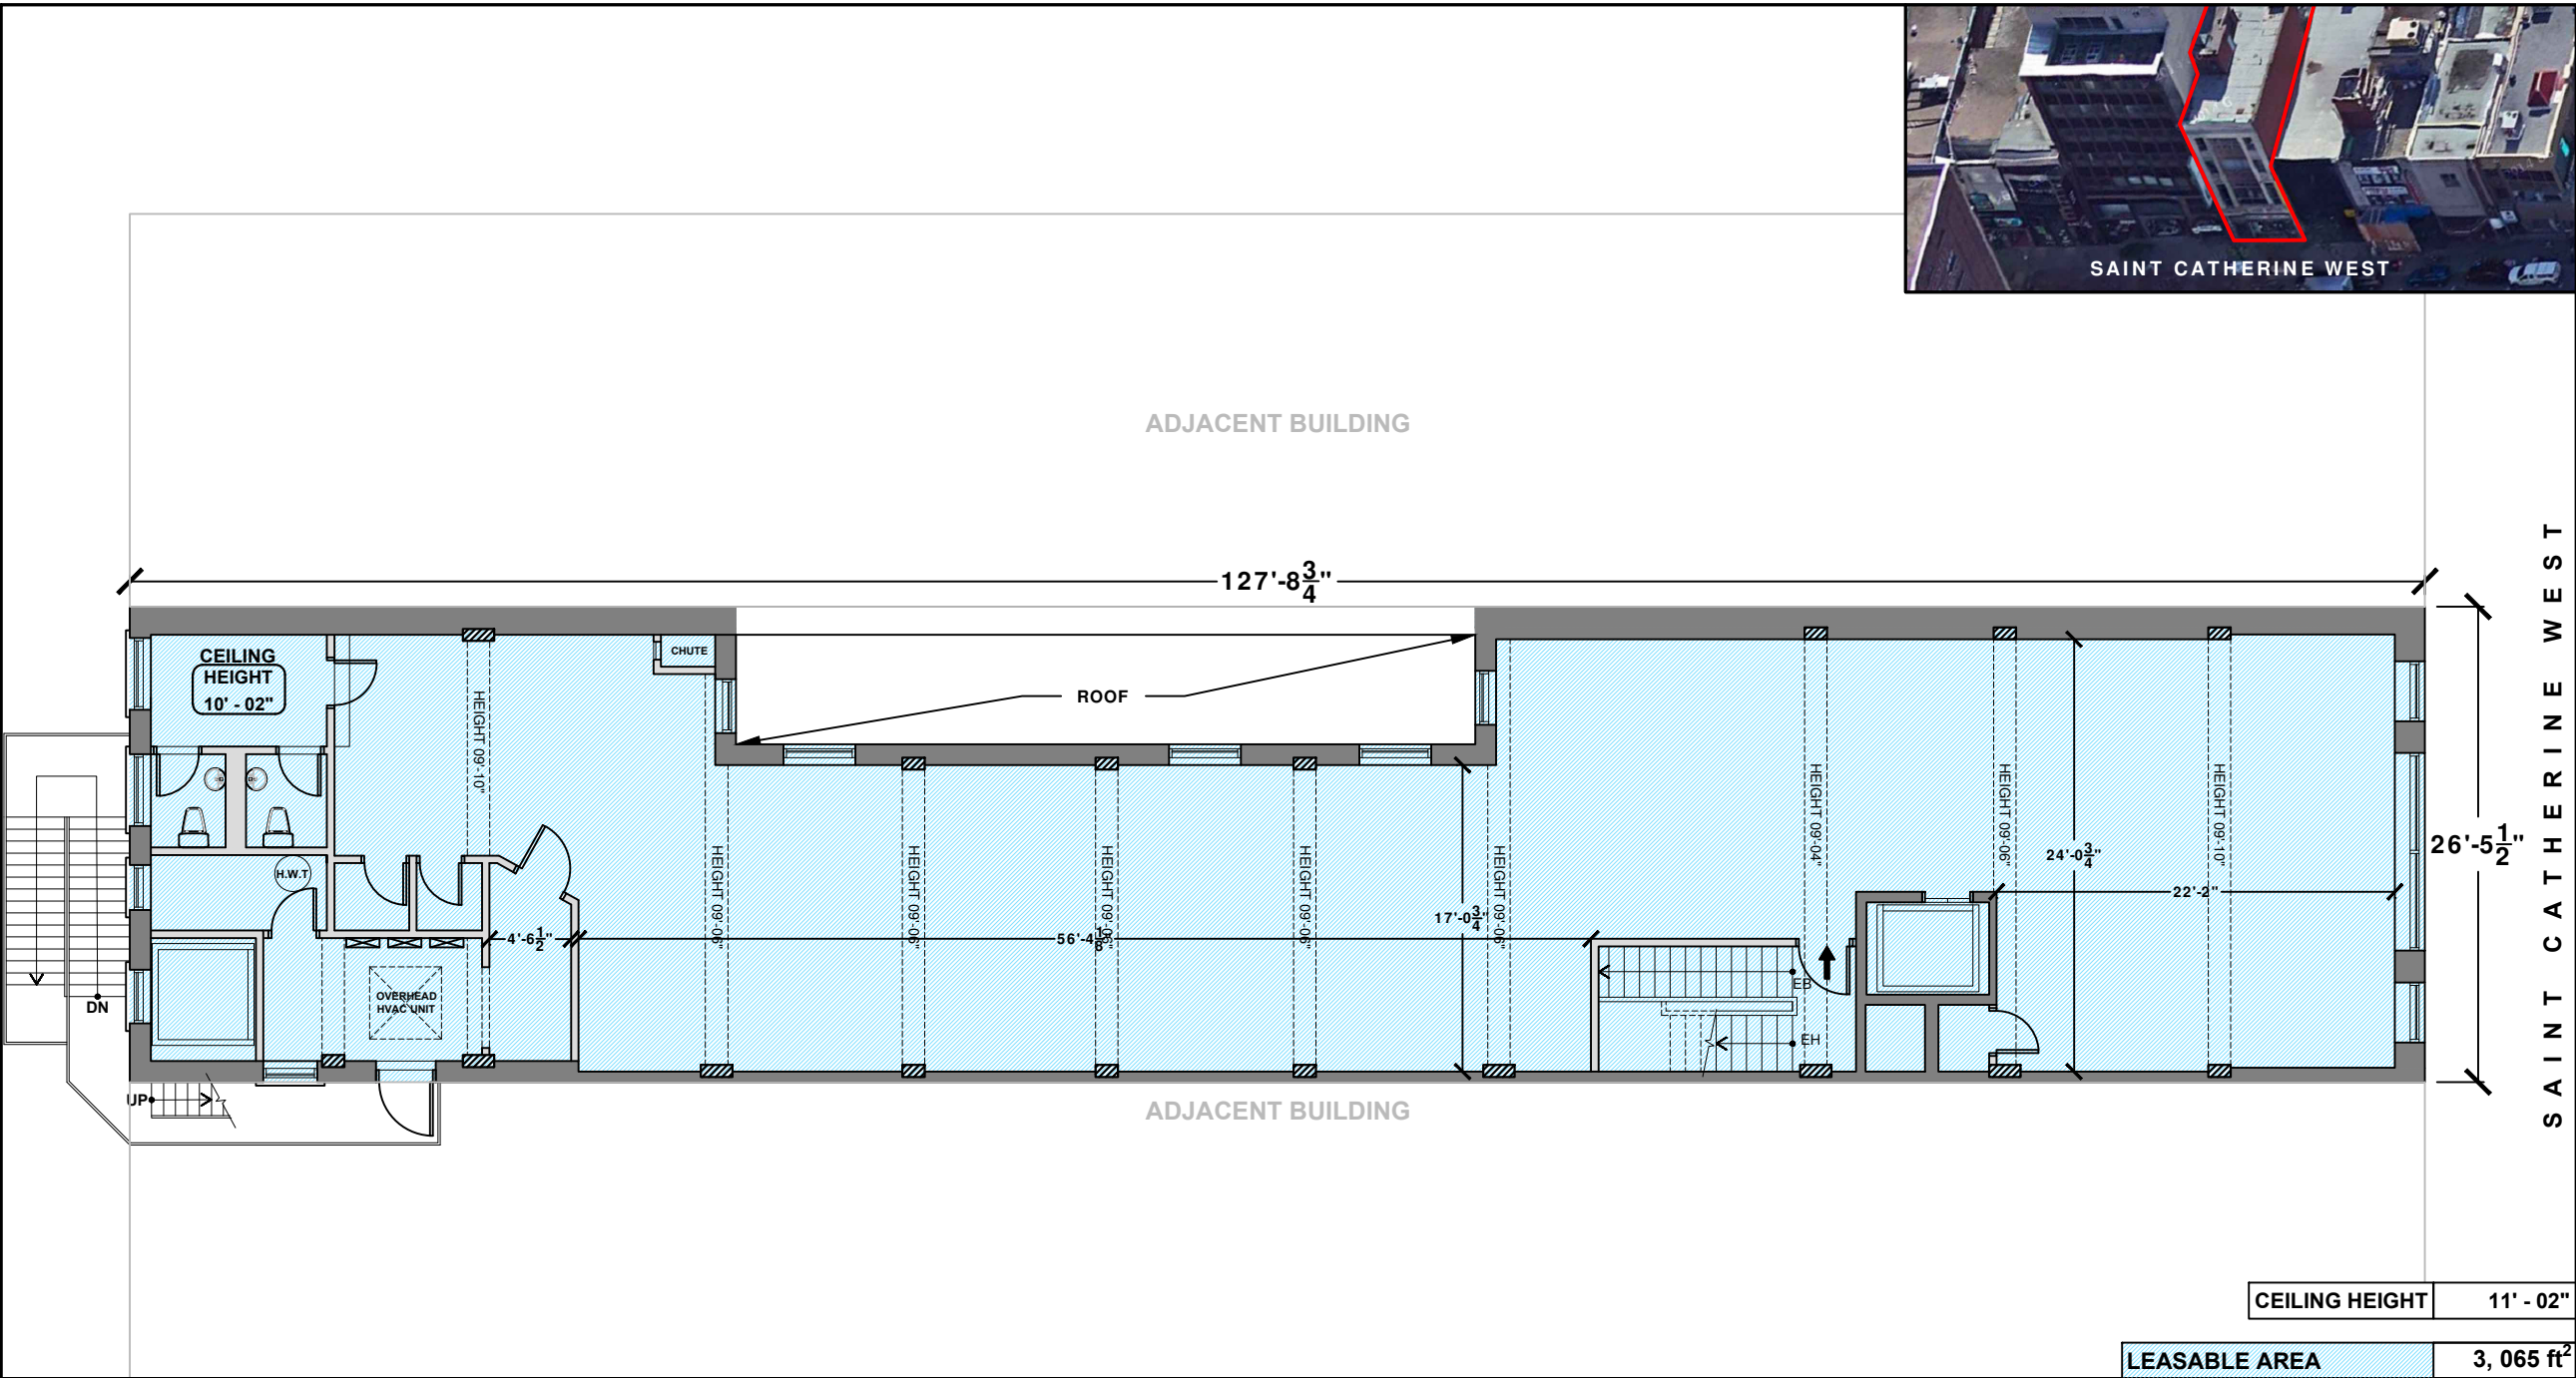 SAINT CATHERINE WEST
ADJACENT BUILDING
127'-8 3/4"
SAINT CATHERINE WEST
CEILING
HEIGHT
10' - 02"
HEIGHT 09'-10"
CHUTE
ROOF
HEIGHT 09'-04"
HEIGHT 09'-06"
HEIGHT 09'-10"
24'-0 3/4"
26'-5 1/2"
22'-2"
H.W.T
HEIGHT 09'-06"
HEIGHT 09'-06"
HEIGHT 09'-06"
HEIGHT 09'-06"
HEIGHT 09'-06"
17'-0 3/4"
4'-6 1/2"
56'-4 1/8"
EB
OVERHEAD
HVAC UNIT
DN
EH
UP
ADJACENT BUILDING
CEILING HEIGHT 11' - 02"
LEASABLE AREA 3, 065 ft²